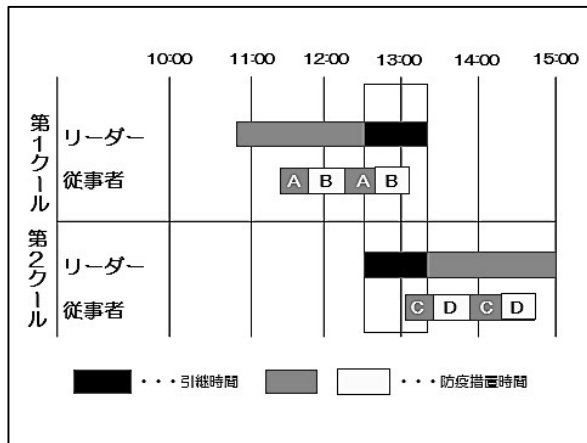 10:00 11:00 12:00 13:00 14:00 15:00
第1クール
リーダー
従事者
A B A B
第2クール
リーダー
従事者
C D C D
・・・引継時間 ・・・防疫措置時間